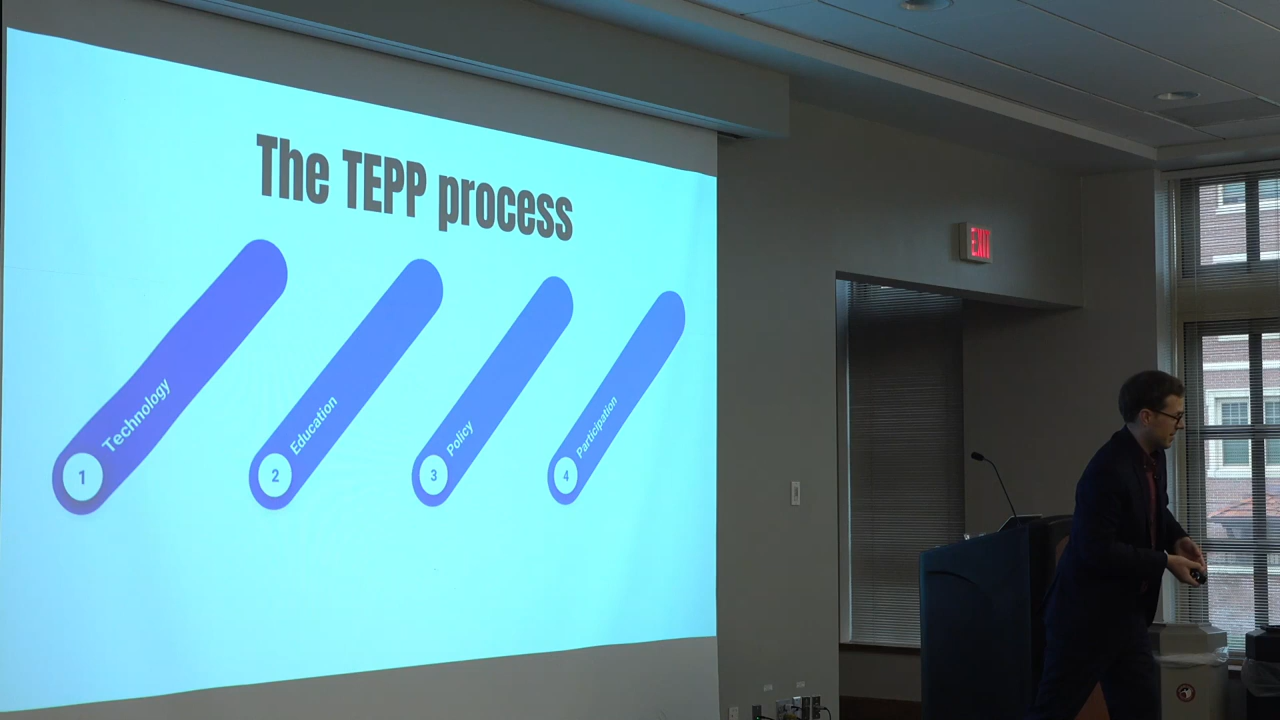 The TEPP process
1 Technology
2 Education
3 Policy
4 Participation
EXIT